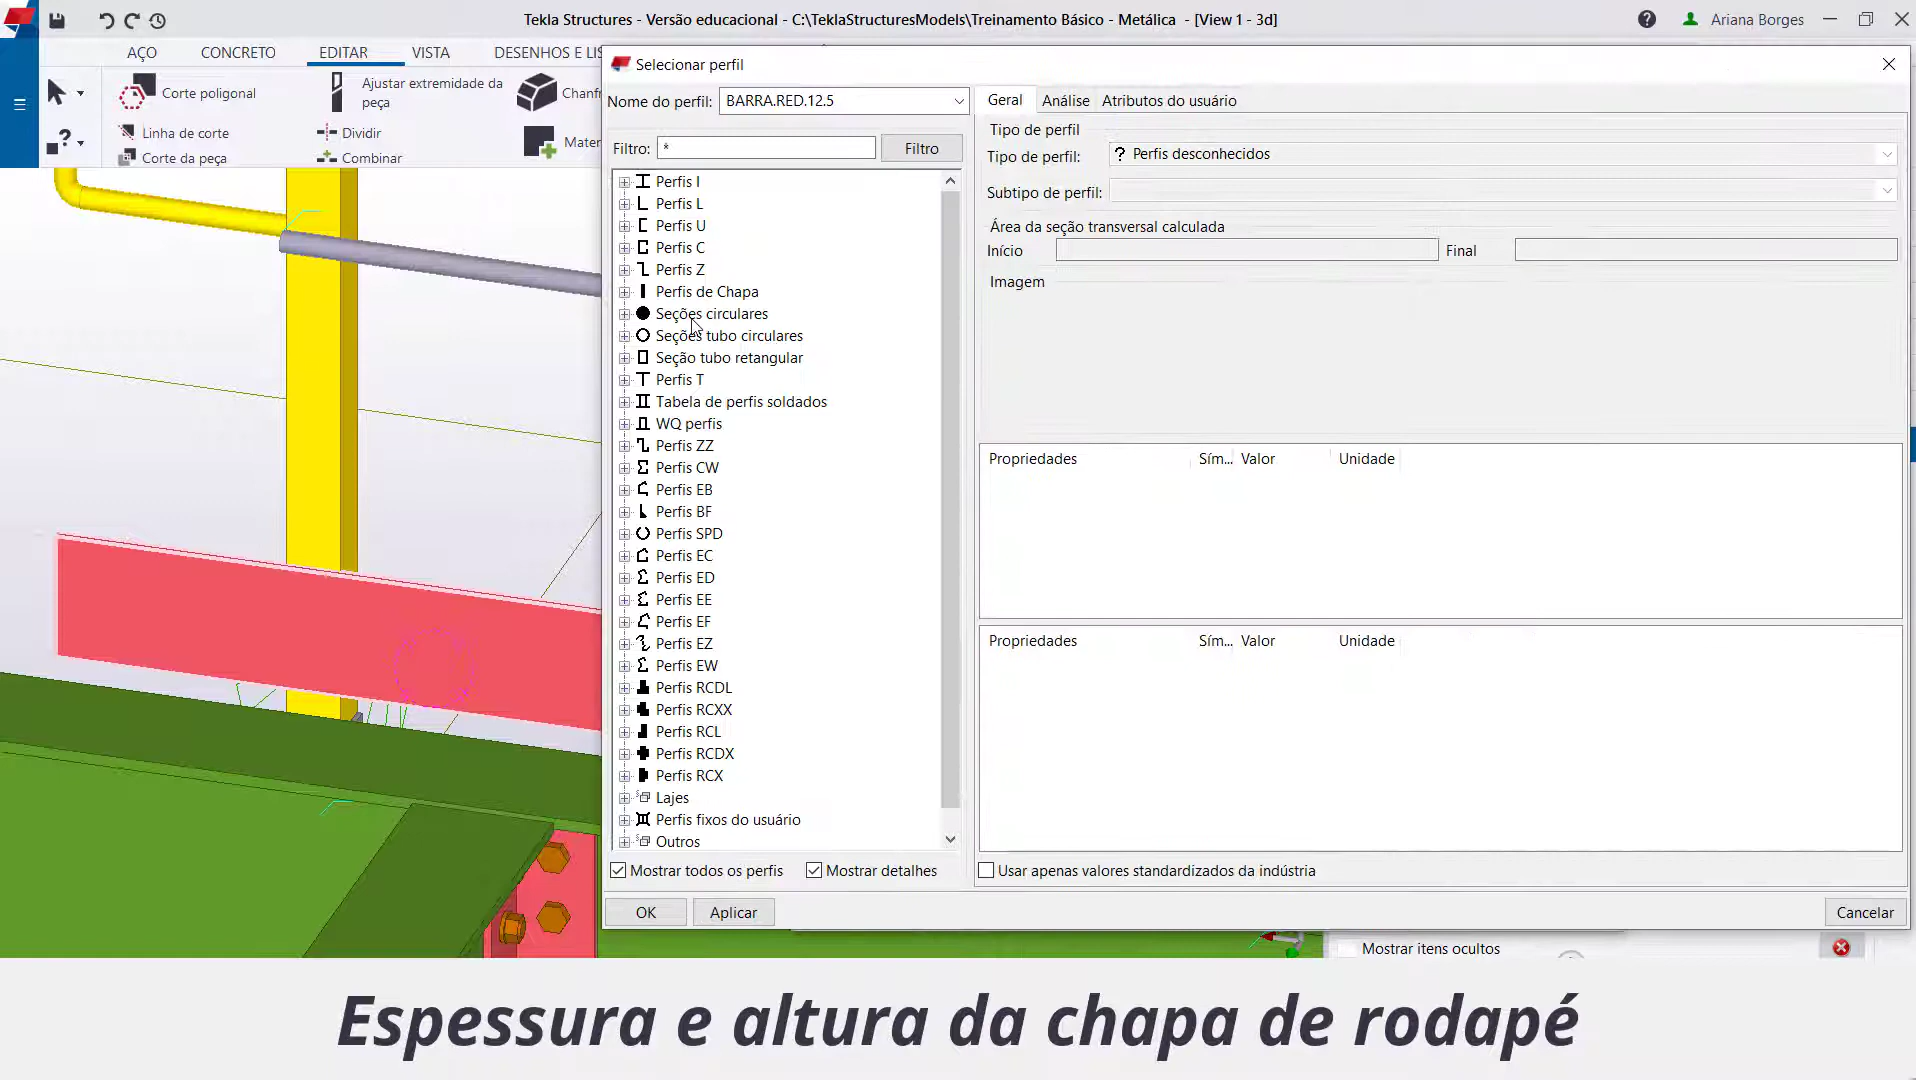 Tekla Structures - Versão educacional - C:\TeklaStructuresModels\Treinamento Básico - Metálica - [View 1 - 3d]
Ariana Borges
AÇO
CONCRETO
EDITAR
VISTA
DESENHOS E LIS
Corte poligonal
Ajustar extremidade da
peça
Chanf
Linha de corte
Dividir
Mater
Corte da peça
Combinar
Selecionar perfil
Nome do perfil: BARRA.RED.12.5
Filtro: *
Filtro
Perfis I
Perfis L
Perfis U
Perfis C
Perfis Z
Perfis de Chapa
Seções circulares
Seções tubo circulares
Seção tubo retangular
Perfis T
Tabela de perfis soldados
WQ perfis
Perfis ZZ
Perfis CW
Perfis EB
Perfis BF
Perfis SPD
Perfis EC
Perfis ED
Perfis EE
Perfis EF
Perfis EZ
Perfis EW
Perfis RCDL
Perfis RCXX
Perfis RCL
Perfis RCDX
Perfis RCX
Lajes
Perfis fixos do usuário
Outros
Mostrar todos os perfis
Mostrar detalhes
OK
Aplicar
Geral
Análise
Atributos do usuário
Tipo de perfil
Tipo de perfil: ? Perfis desconhecidos
Subtipo de perfil:
Área da seção transversal calculada
Início
Final
Imagem
Propriedades Sím... Valor Unidade
Propriedades Sím... Valor Unidade
Usar apenas valores standardizados da indústria
Cancelar
Mostrar itens ocultos
Espessura e altura da chapa de rodapé